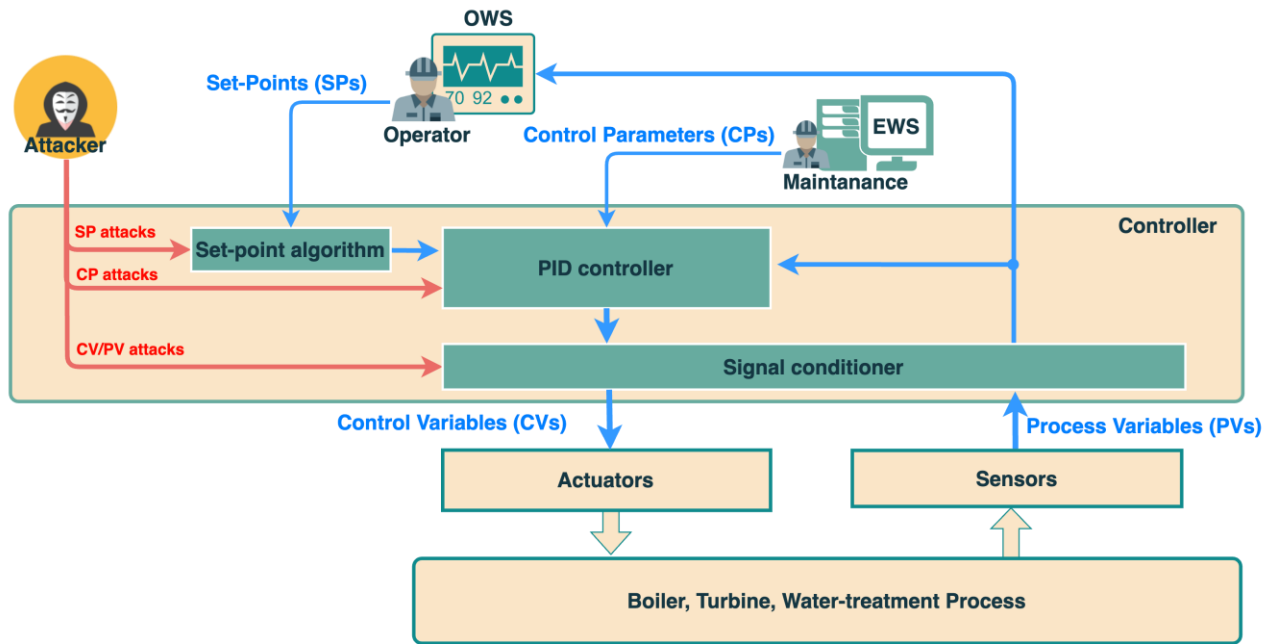 OWS
Set-Points (SPs)
70 92
Attacker
Operator
Control Parameters (CPs)
EWS
Maintanance
Controller
SP attacks
Set-point algorithm
CP attacks
PID controller
CV/PV attacks
Signal conditioner
Control Variables (CVs)
Process Variables (PVs)
Actuators
Sensors
Boiler, Turbine, Water-treatment Process